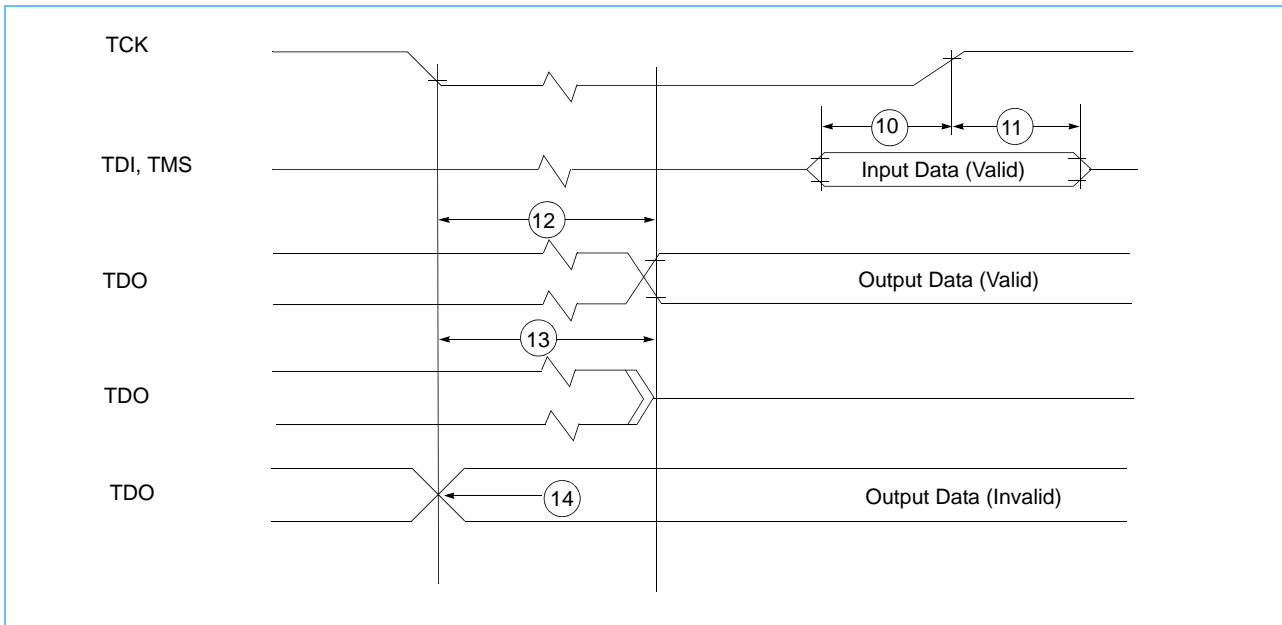 TCK
10
11
TDI, TMS
Input Data (Valid)
12
TDO
Output Data (Valid)
13
TDO
TDO
14
Output Data (Invalid)